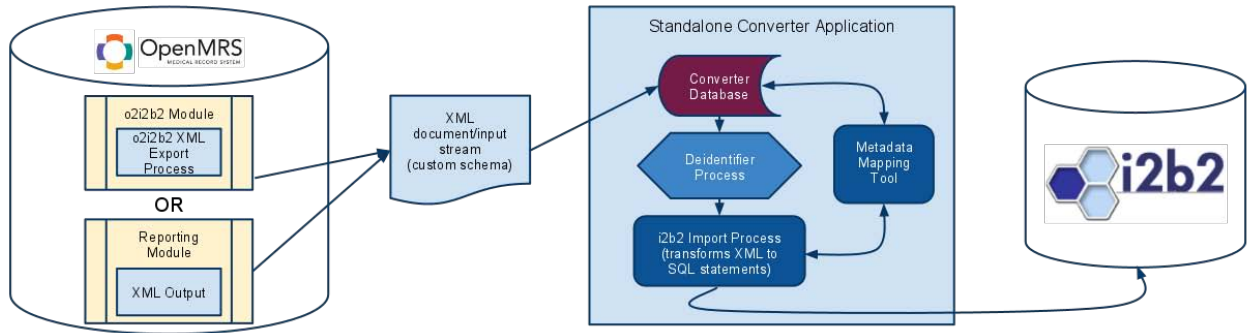 OpenMRS
MEDICAL RECORD SYSTEM
o2i2b2 Module
o2i2b2 XML
Export
Process
OR
Reporting
Module
XML Output
XML
document/input
stream
(custom schema)
Standalone Converter Application
Converter
Database
Deidentifier
Process
Metadata
Mapping
Tool
i2b2 Import Process
(transforms XML to
SQL statements)
i2b2